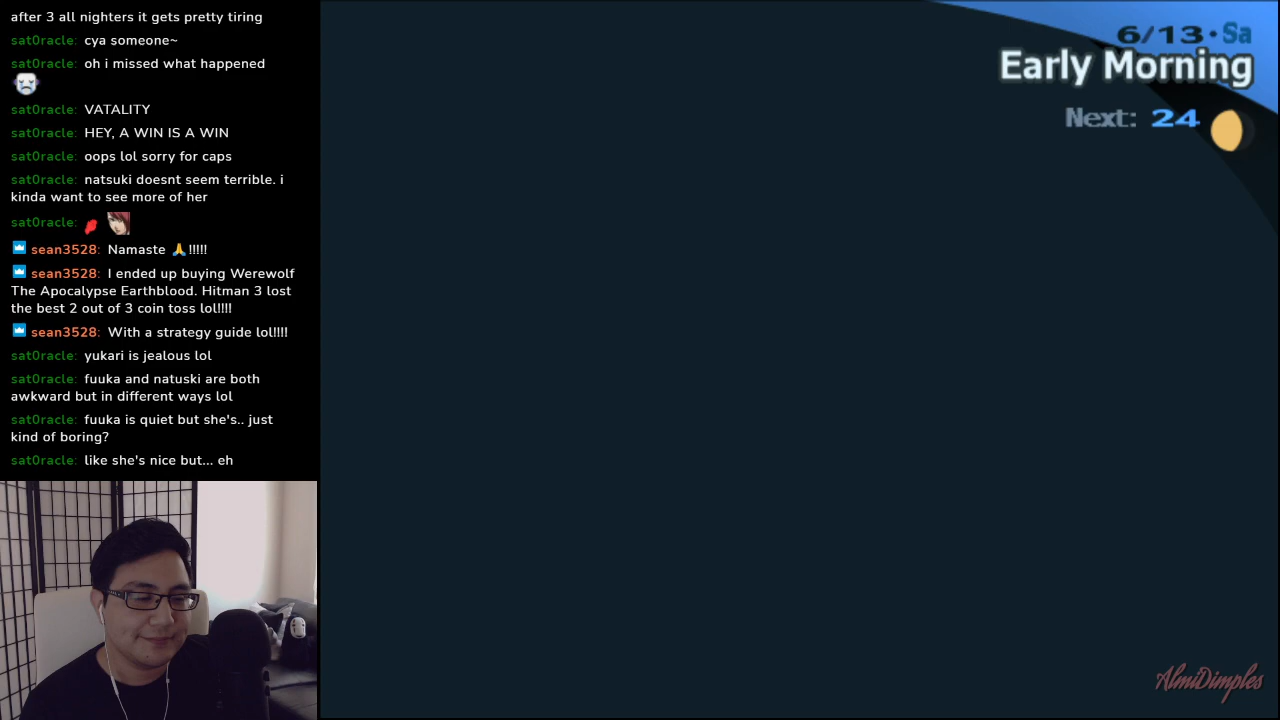 after 3 all nighters it gets pretty tiring
sat0racle: cya someone~
sat0racle: oh i missed what happened
sat0racle: VATALITY
sat0racle: HEY, A WIN IS A WIN
sat0racle: oops lol sorry for caps
sat0racle: natsuki doesnt seem terrible. i
kinda want to see more of her
sat0racle:
sean3528: Namaste 🙏!!!!!
sean3528: I ended up buying Werewolf
The Apocalypse Earthblood. Hitman 3 lost
the best 2 out of 3 coin toss lol!!!!
sean3528: With a strategy guide lol!!!!
sat0racle: yukari is jealous lol
sat0racle: fuuka and natuski are both
awkward but in different ways lol
sat0racle: fuuka is quiet but she's.. just
kind of boring?
sat0racle: like she's nice but... eh
6/13·Sa
Early Morning
Next: 24
AlmiDimples